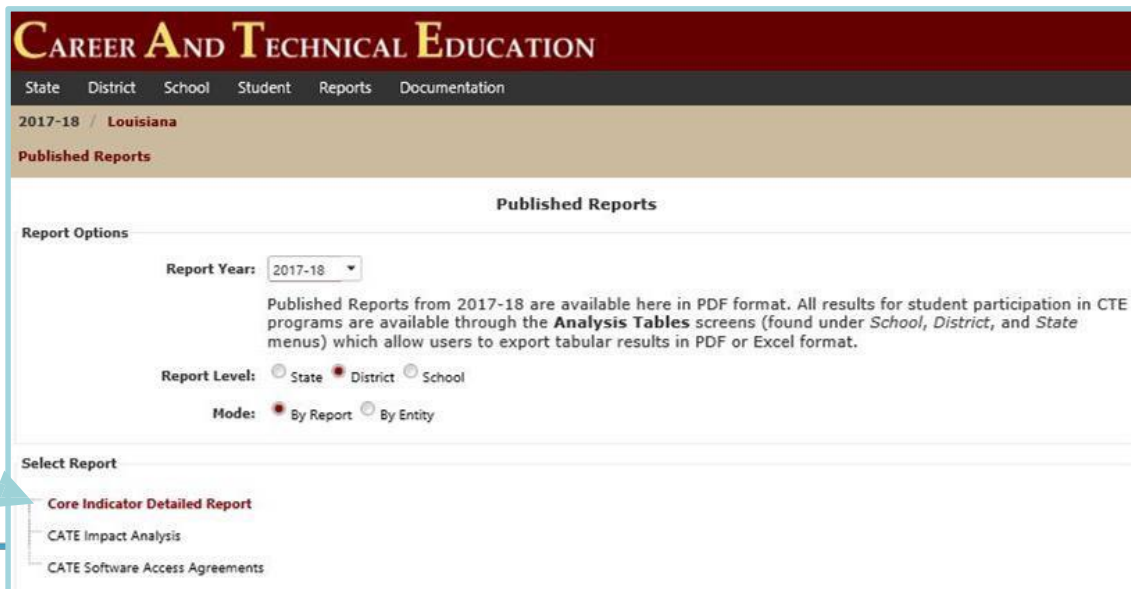 CAREER AND TECHNICAL EDUCATION
State District School Student Reports Documentation
2017-18 / Louisiana
Published Reports
Published Reports
Report Options
Report Year: 2017-18
Published Reports from 2017-18 are available here in PDF format. All results for student participation in CTE
programs are available through the Analysis Tables screens (found under School, District, and State
menus) which allow users to export tabular results in PDF or Excel format.
Report Level: State District School
Mode: By Report By Entity
Select Report
Core Indicator Detailed Report
CATE Impact Analysis
CATE Software Access Agreements